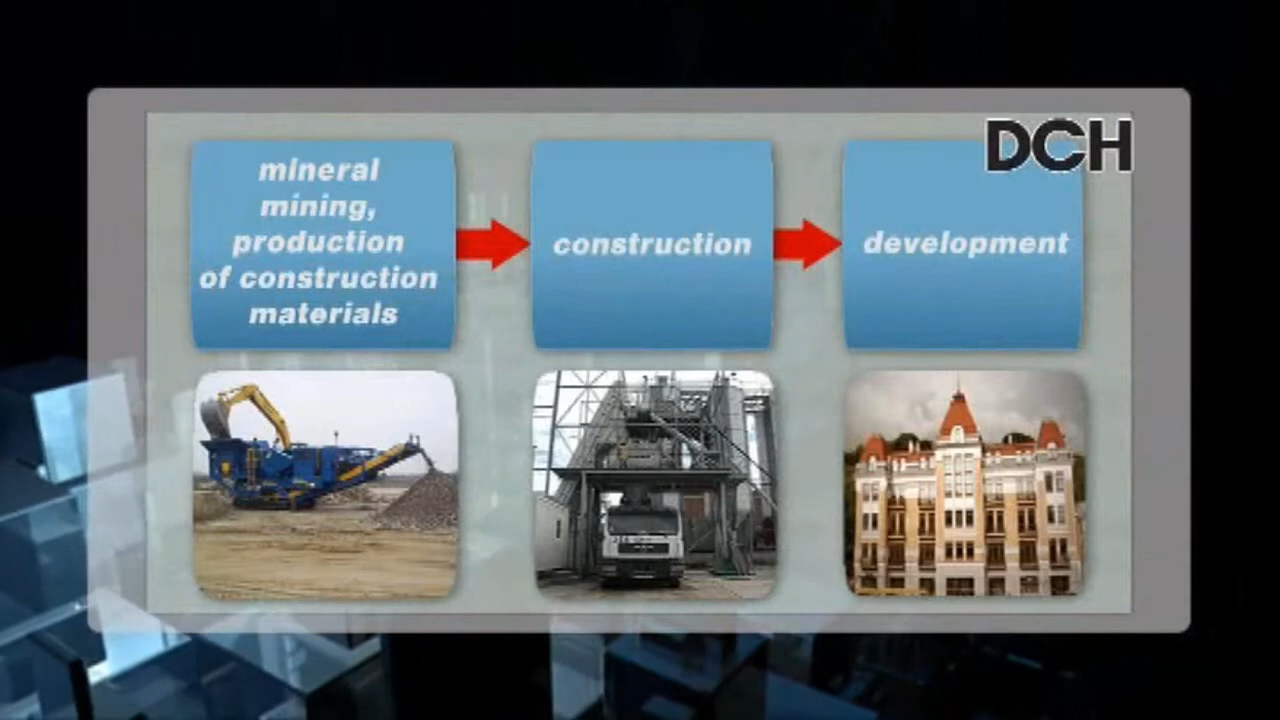 DCH
mineral
mining,
production
of construction
materials
construction
development